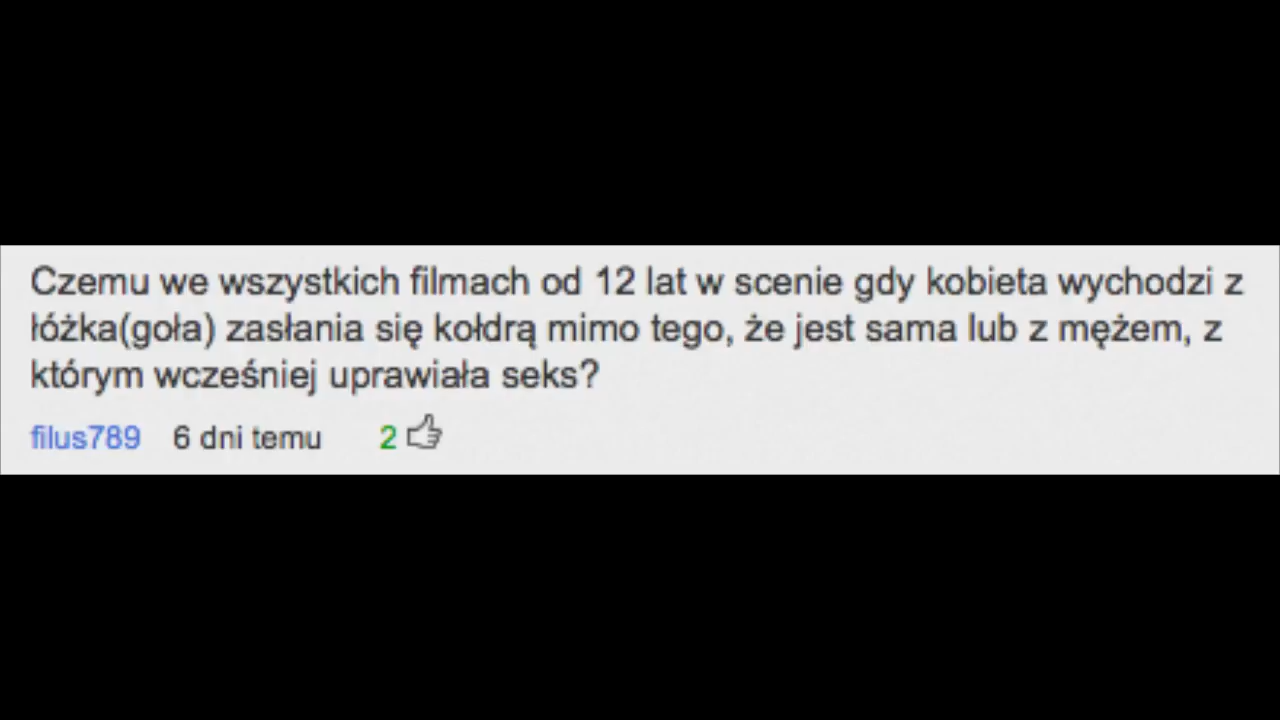 Czemu we wszystkich filmach od 12 lat w scenie gdy kobieta wychodzi z
łóżka(goła) zasłania się kołdrą mimo tego, że jest sama lub z mężem, z
którym wcześniej uprawiała seks?
filus789 6 dni temu 2